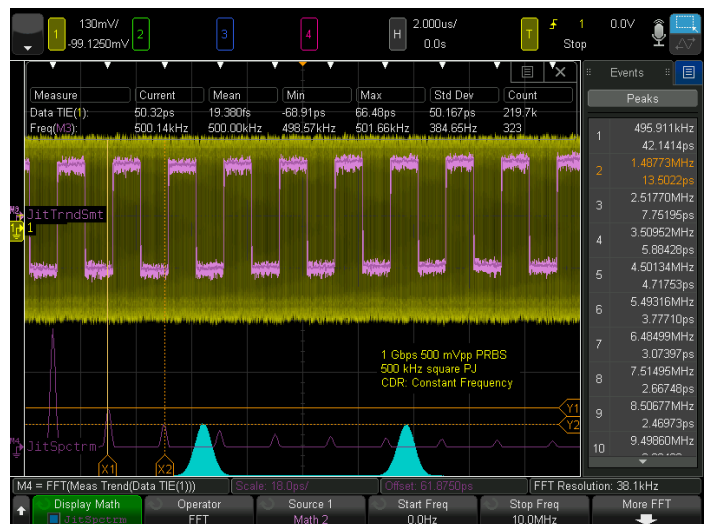 1 130mV/ 2 3 4 H 2.000us/ T 1 0.0V
-99.1250mV 0.0s Stop
Events
Peaks
Measure Current Mean Min Max Std Dev Count
Data TIE(1): 50.32ps 19.380fs -68.91ps 66.48ps 50.167ps 219.7k
Freq(M3): 500.14kHz 500.00kHz 498.57kHz 501.66kHz 384.65Hz 323
1 495.911kHz
42.1414ps
2 1.48773MHz
13.5022ps
3 2.51770MHz
7.75195ps
4 3.50952MHz
5.88428ps
5 4.50134MHz
4.71753ps
6 5.49316MHz
3.77710ps
7 6.48499MHz
3.07397ps
8 7.51495MHz
2.66748ps
9 8.50677MHz
2.46973ps
10 9.49860MHz
JitTrndSmt
1
1 Gbps 500 mVpp PRBS
500 kHz square PJ
CDR: Constant Frequency
Y1
Y2
JitSpctrm
X1 X2
M4 = FFT(Meas Trend(Data TIE(1))) Scale: 18.0ps/ Offset: 61.8750ps FFT Resolution: 38.1kHz
Display Math Operator Source 1 Start Freq Stop Freq More FFT
JitSpctrm FFT Math 2 0.0Hz 10.0MHz